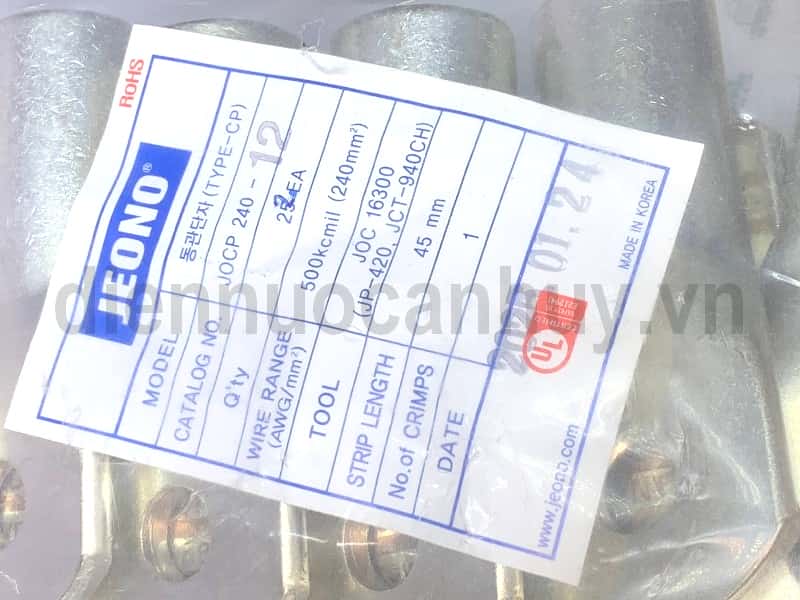 RoHS
JEONO®
MODEL 동관단자(TYPE-CP)
CATALOG NO. JOCP 240 - 12
Q'ty EA
WIRE RANGE (AWG/mm²) 500kcmil (240mm²)
TOOL JOC 16300
(JP-420, JCT-940CH)
STRIP LENGTH 45 mm
No.of CRIMPS 1
DATE 01. 24
UL
MADE IN KOREA
www.jeono.com
diennuocanhuy.vn